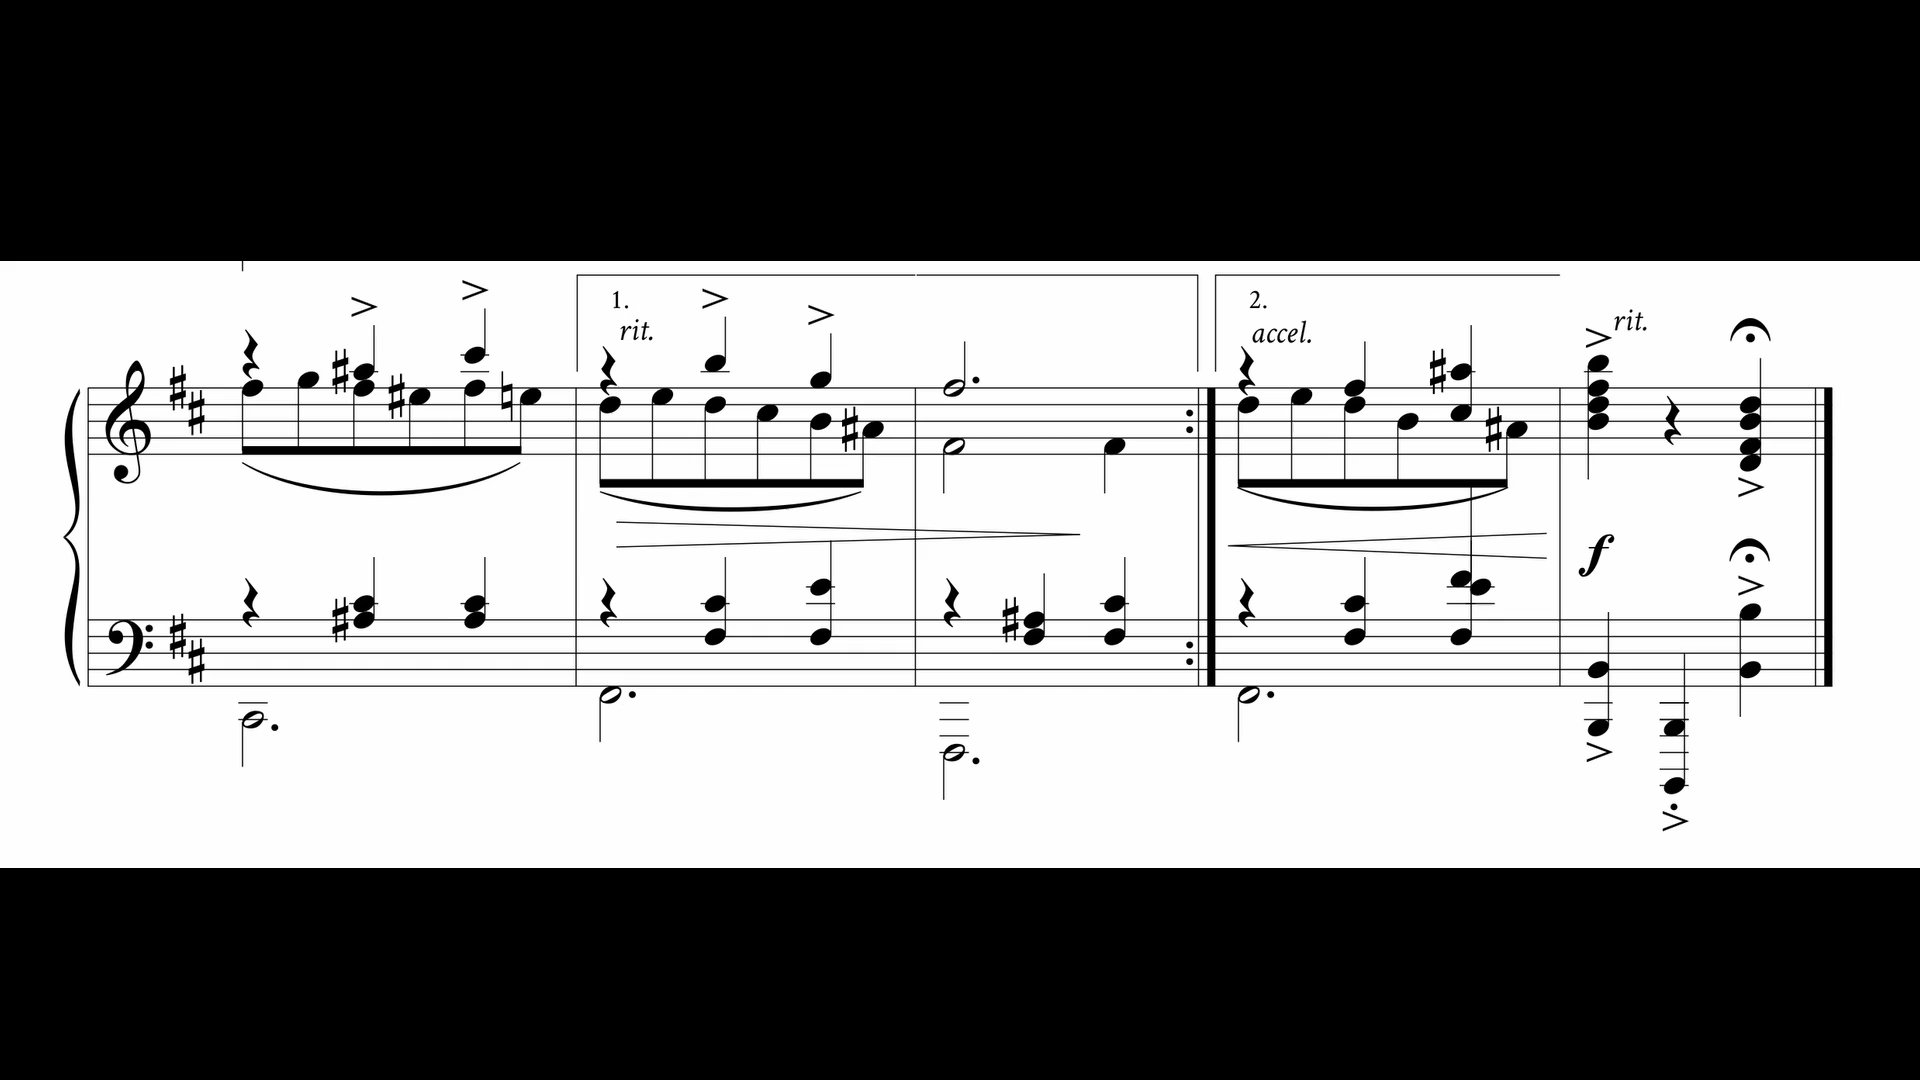 1.
rit.
2.
accel.
rit.
f